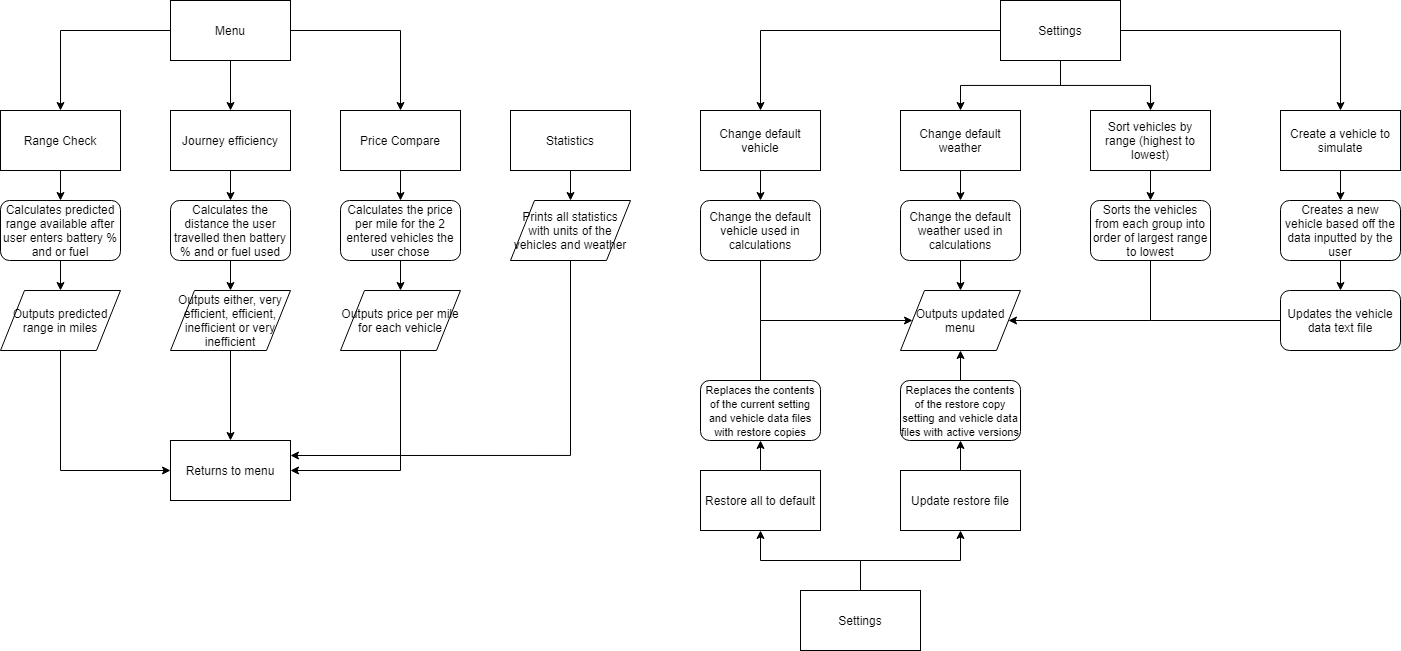 Menu
Settings
Range Check
Journey efficiency
Price Compare
Statistics
Change default
vehicle
Change default
weather
Sort vehicles by
range (highest to
lowest)
Create a vehicle to
simulate
Calculates predicted
range available after
user enters battery %
and or fuel
Calculates the
distance the user
travelled then battery
% and or fuel used
Calculates the price
per mile for the 2
entered vehicles the
user chose
Prints all statistics
with units of the
vehicles and weather
Change the default
vehicle used in
calculations
Change the default
weather used in
calculations
Sorts the vehicles
from each group into
order of largest range
to lowest
Creates a new
vehicle based off the
data inputted by the
user
Outputs predicted
range in miles
Outputs either, very
efficient, efficient,
inefficient or very
inefficient
Outputs price per mile
for each vehicle
Outputs updated
menu
Updates the vehicle
data text file
Replaces the contents
of the current setting
and vehicle data files
with restore copies
Replaces the contents
of the restore copy
setting and vehicle data
files with active versions
Returns to menu
Restore all to default
Update restore file
Settings